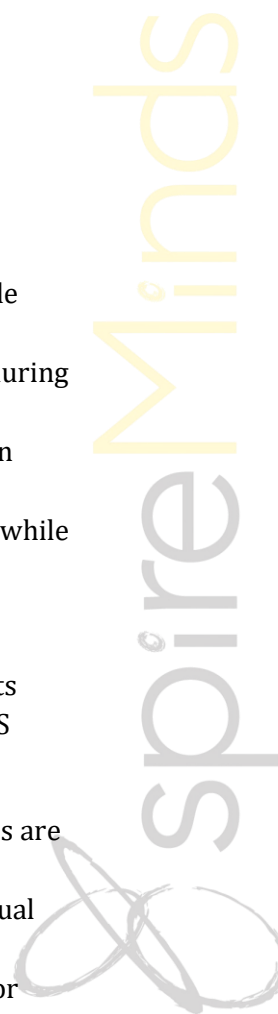 le
uring
n
while
ts
S
s are
ual
or
spireMinds